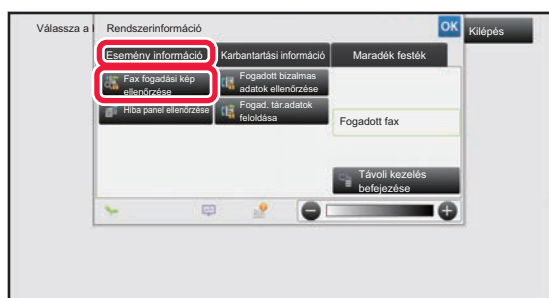 Válassza a
Rendszerinformáció
OK
Kilépés
Esemény információ
Karbantartási információ
Maradék festék
Fax fogadási kép
ellenőrzése
Fogadott bizalmas
adatok ellenőrzése
Hiba panel ellenőrzése
Fogad. tár.adatok
feloldása
Fogadott fax
Távoli kezelés
befejezése